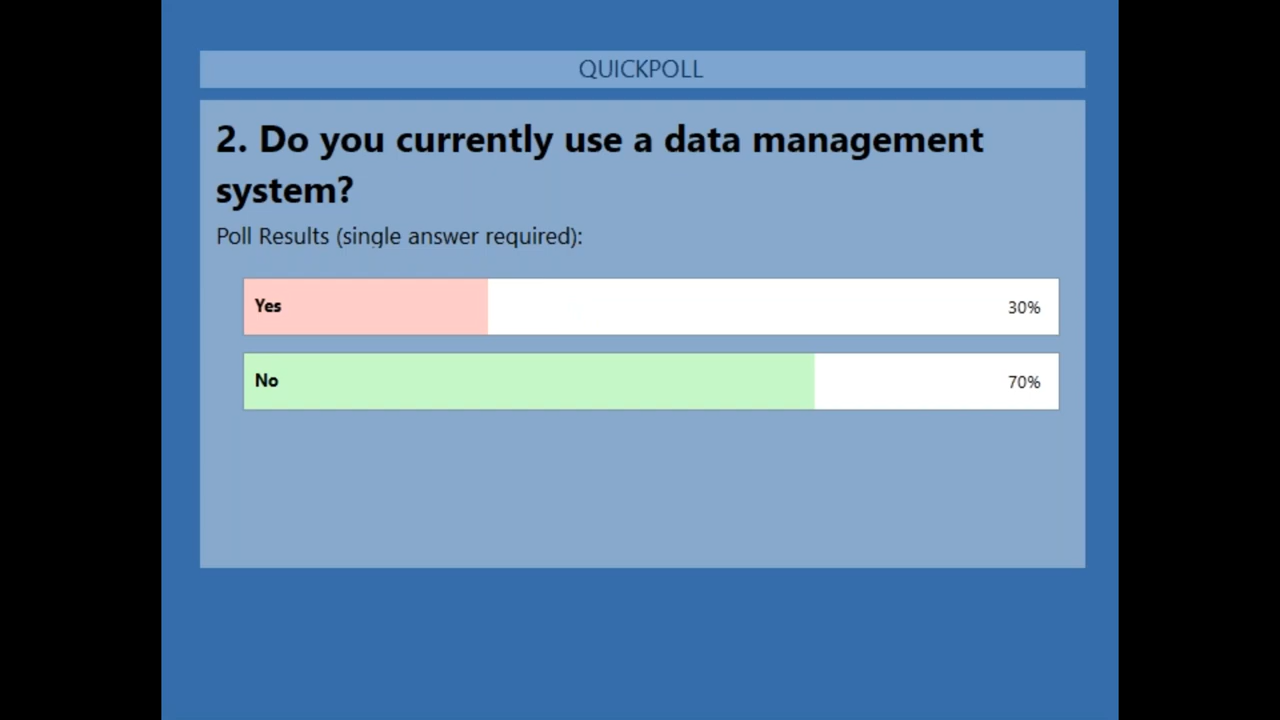 QUICKPOLL
2. Do you currently use a data management
system?
Poll Results (single answer required):
Yes 30%
No 70%